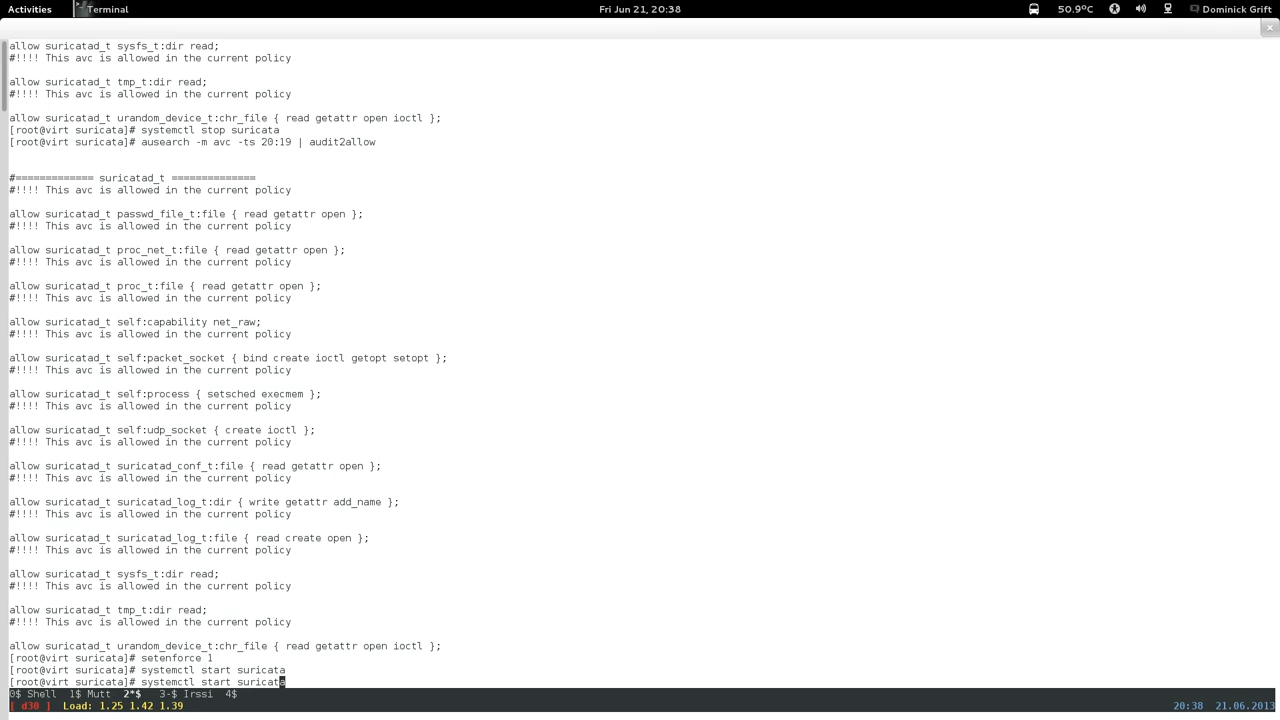 Activities
Terminal
Fri Jun 21, 20:38
50.9°C
Dominick Grift
allow suricatad_t sysfs_t:dir read;
#!!!! This avc is allowed in the current policy
allow suricatad_t tmp_t:dir read;
#!!!! This avc is allowed in the current policy
allow suricatad_t urandom_device_t:chr_file { read getattr open ioctl };
[root@virt suricata]# systemctl stop suricata
[root@virt suricata]# ausearch -m avc -ts 20:19 | audit2allow
#============= suricatad_t ==============
#!!!! This avc is allowed in the current policy
allow suricatad_t passwd_file_t:file { read getattr open };
#!!!! This avc is allowed in the current policy
allow suricatad_t proc_net_t:file { read getattr open };
#!!!! This avc is allowed in the current policy
allow suricatad_t proc_t:file { read getattr open };
#!!!! This avc is allowed in the current policy
allow suricatad_t self:capability net_raw;
#!!!! This avc is allowed in the current policy
allow suricatad_t self:packet_socket { bind create ioctl getopt setopt };
#!!!! This avc is allowed in the current policy
allow suricatad_t self:process { setsched execmem };
#!!!! This avc is allowed in the current policy
allow suricatad_t self:udp_socket { create ioctl };
#!!!! This avc is allowed in the current policy
allow suricatad_t suricatad_conf_t:file { read getattr open };
#!!!! This avc is allowed in the current policy
allow suricatad_t suricatad_log_t:dir { write getattr add_name };
#!!!! This avc is allowed in the current policy
allow suricatad_t suricatad_log_t:file { read create open };
#!!!! This avc is allowed in the current policy
allow suricatad_t sysfs_t:dir read;
#!!!! This avc is allowed in the current policy
allow suricatad_t tmp_t:dir read;
#!!!! This avc is allowed in the current policy
allow suricatad_t urandom_device_t:chr_file { read getattr open ioctl };
[root@virt suricata]# setenforce 1
[root@virt suricata]# systemctl start suricata
[root@virt suricata]# systemctl start suricata
0$ Shell 1$ Mutt 2*$ 3-$ Irssi 4$
[ d30 ] Load: 1.25 1.42 1.39 20:38 21.06.2013